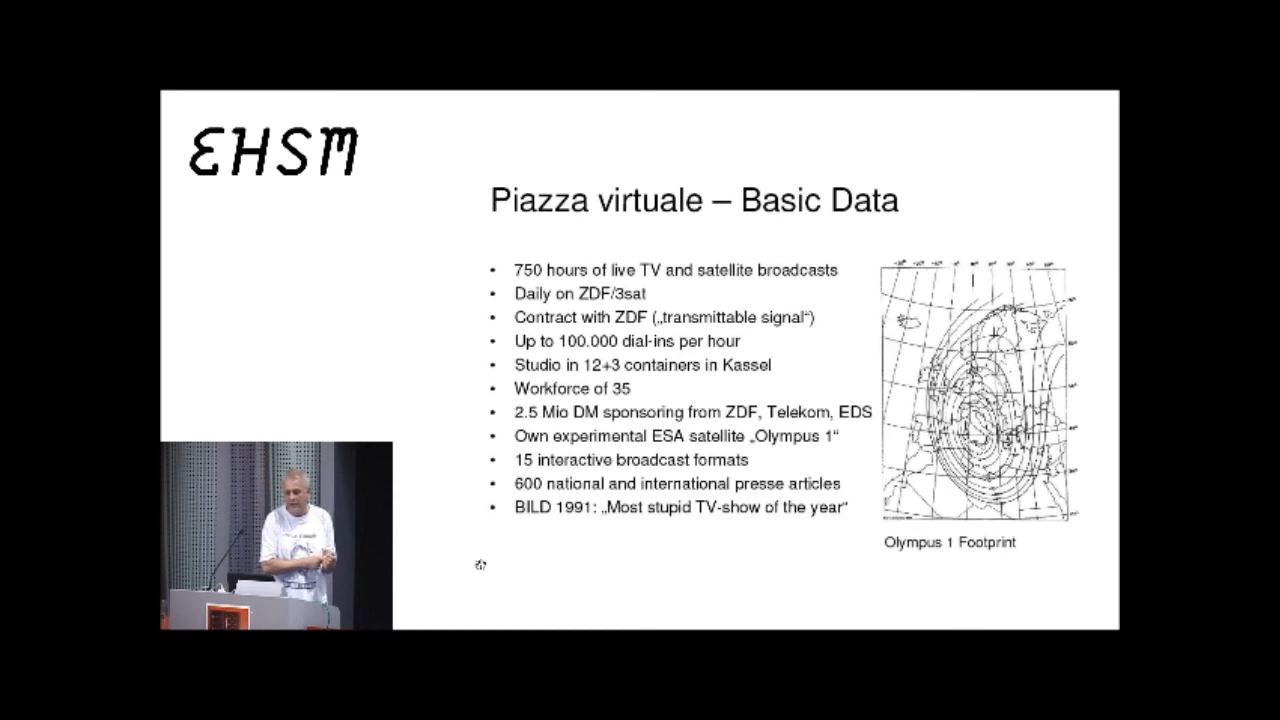 EHSM
Piazza virtuale – Basic Data
• 750 hours of live TV and satellite broadcasts
• Daily on ZDF/3sat
• Contract with ZDF („transmittable signal“)
• Up to 100.000 dial-ins per hour
• Studio in 12+3 containers in Kassel
• Workforce of 35
• 2.5 Mio DM sponsoring from ZDF, Telekom, EDS
• Own experimental ESA satellite „Olympus 1“
• 15 interactive broadcast formats
• 600 national and international presse articles
• BILD 1991: „Most stupid TV-show of the year“
Olympus 1 Footprint